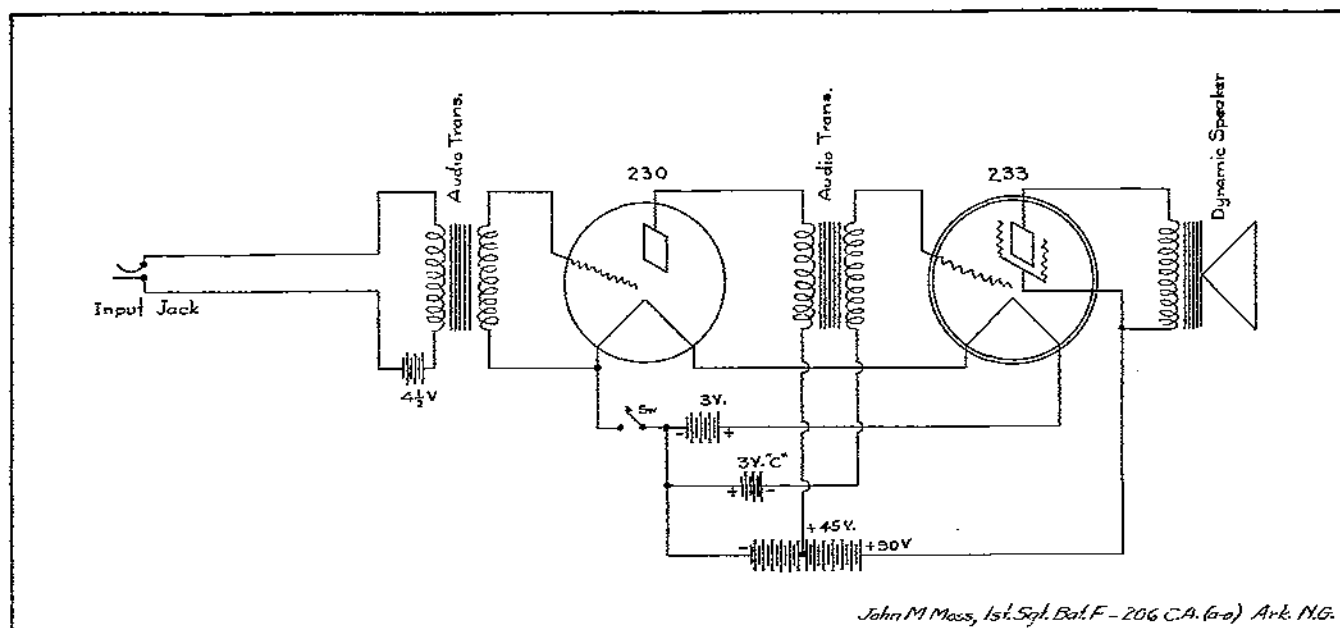 Audio Trans.
230
Audio Trans.
233
Dynamic Speaker
Input Jack
4½V
Sw
3V.
- +
3V. "C"
+ -
+45V.
- +90V
John M Moss, 1st. Sgt. Bat. F - 206 C.A. (a-a) Ark. N.G.